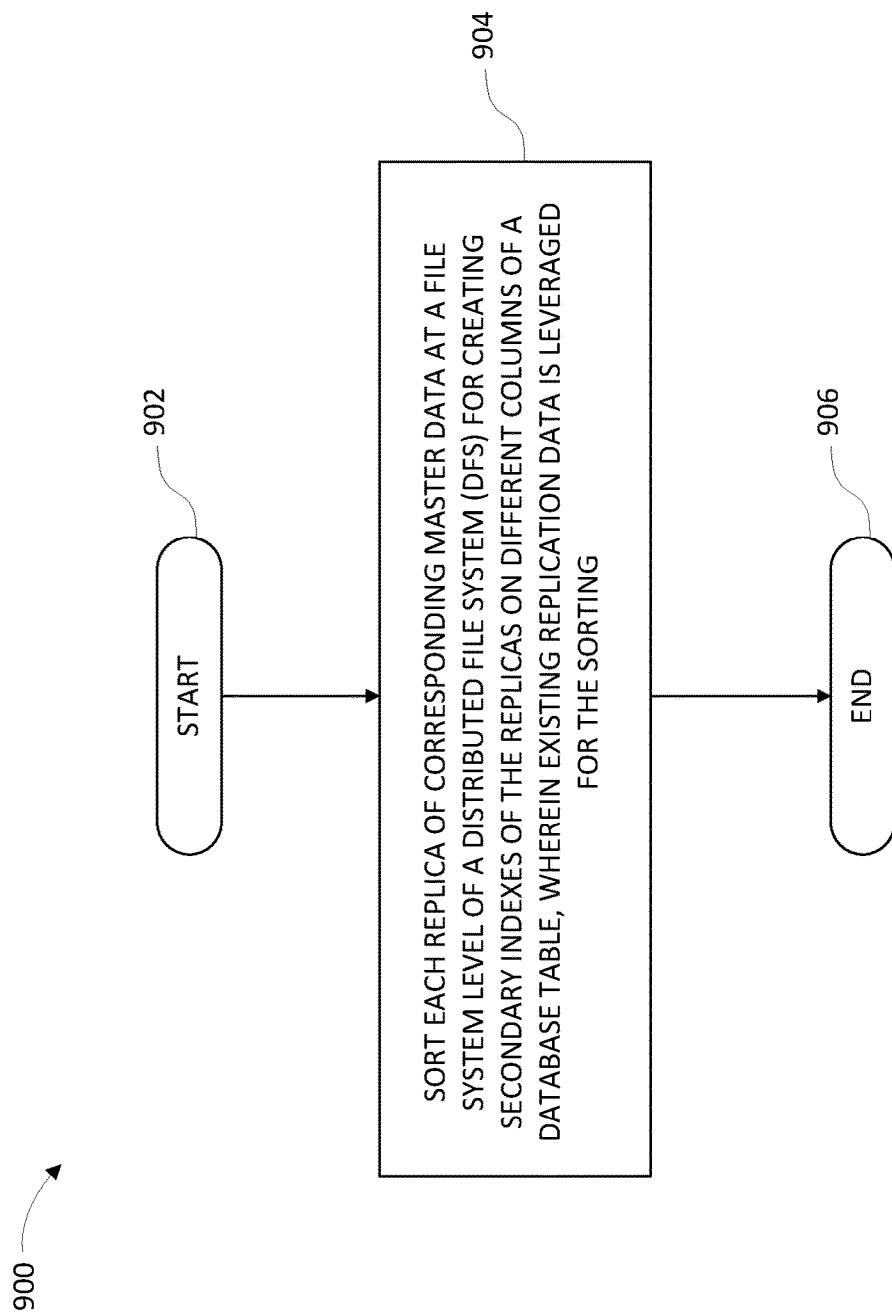 900
START
902
SORT EACH REPLICA OF CORRESPONDING MASTER DATA AT A FILE
SYSTEM LEVEL OF A DISTRIBUTED FILE SYSTEM (DFS) FOR CREATING
SECONDARY INDEXES OF THE REPLICAS ON DIFFERENT COLUMNS OF A
DATABASE TABLE, WHEREIN EXISTING REPLICATION DATA IS LEVERAGED
FOR THE SORTING
904
END
906